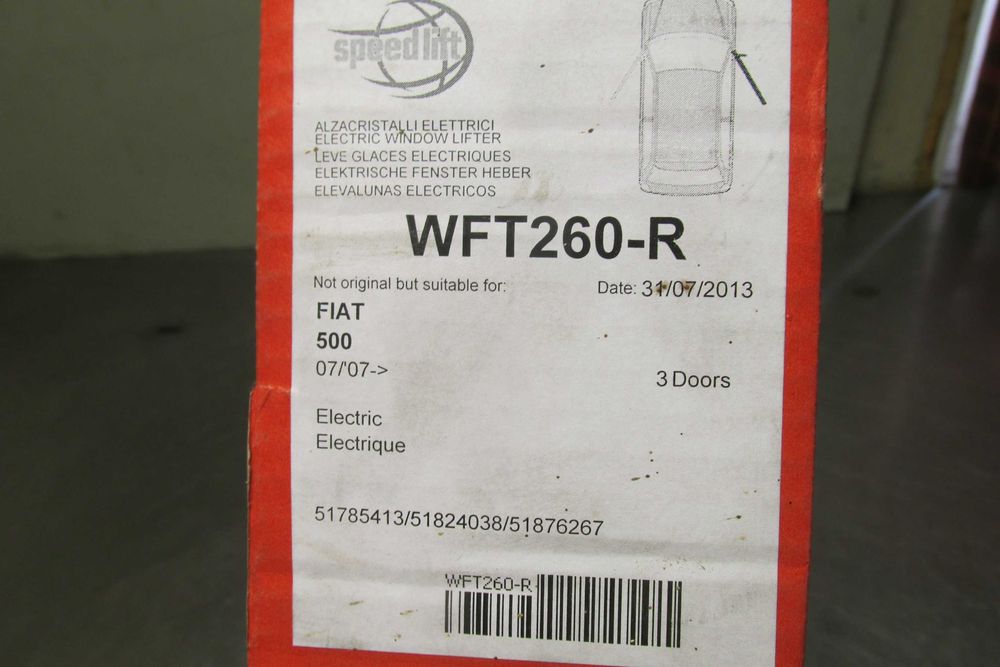 speedlift
ALZACRISTALLI ELETTRICI
ELECTRIC WINDOW LIFTER
LEVE GLACES ELECTRIQUES
ELEKTRISCHE FENSTER HEBER
ELEVALUNAS ELECTRICOS
WFT260-R
Not original but suitable for:
Date: 31/07/2013
FIAT
500
07/'07->
3 Doors
Electric
Electrique
51785413/51824038/51876267
WFT260-R